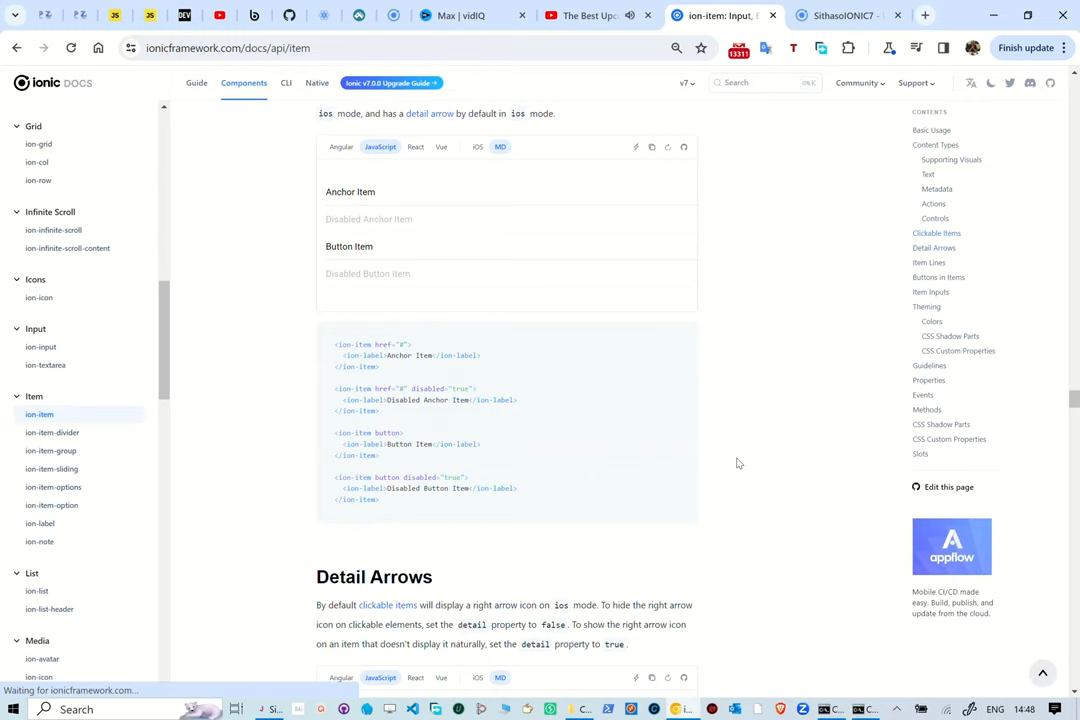 Max | vidIQ
The Best Upc
ion-item: Input, E
SithasoIONIC7 -
ionicframework.com/docs/api/item
13311
Finish update
ionic DOCS
Guide
Components
CLI
Native
Ionic v7.0.0 Upgrade Guide
v7
Search
Community
Support
Grid
ion-grid
ion-col
ion-row
Infinite Scroll
ion-infinite-scroll
ion-infinite-scroll-content
Icons
ion-icon
Input
ion-input
ion-textarea
Item
ion-item
ion-item-divider
ion-item-group
ion-item-sliding
ion-item-options
ion-item-option
ion-label
ion-note
List
ion-list
ion-list-header
Media
ion-avatar
ion-icon
ios mode, and has a detail arrow by default in ios mode.
Angular JavaScript React Vue iOS MD
Anchor Item
Disabled Anchor Item
Button Item
Disabled Button Item
<ion-item href="#">
<ion-label>Anchor Item</ion-label>
</ion-item>
<ion-item href="#" disabled="true">
<ion-label>Disabled Anchor Item</ion-label>
</ion-item>
<ion-item button>
<ion-label>Button Item</ion-label>
</ion-item>
<ion-item button disabled="true">
<ion-label>Disabled Button Item</ion-label>
</ion-item>
Detail Arrows
By default clickable items will display a right arrow icon on ios mode. To hide the right arrow
icon on clickable elements, set the detail property to false. To show the right arrow icon
on an item that doesn't display it naturally, set the detail property to true.
Angular JavaScript React Vue iOS MD
CONTENTS
Basic Usage
Content Types
Supporting Visuals
Text
Metadata
Actions
Controls
Clickable Items
Detail Arrows
Item Lines
Buttons in Items
Item Inputs
Theming
Colors
CSS Shadow Parts
CSS Custom Properties
Guidelines
Properties
Events
Methods
CSS Shadow Parts
CSS Custom Properties
Slots
Edit this page
appflow
Mobile CI/CD made
easy. Build, publish, and
update from the cloud.
Waiting for ionicframework.com...
Search
ENG
14:48